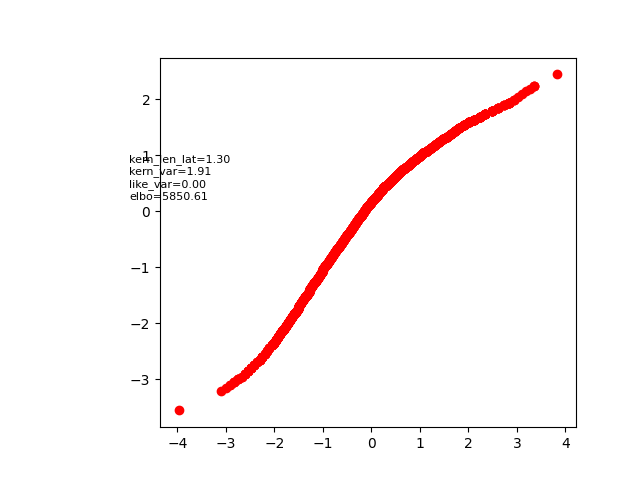 2
1
kern_len_lat=1.30
kern_var=1.91
like_var=0.00
elbo=5850.61
0
−1
−2
−3
−4 −3 −2 −1 0 1 2 3 4